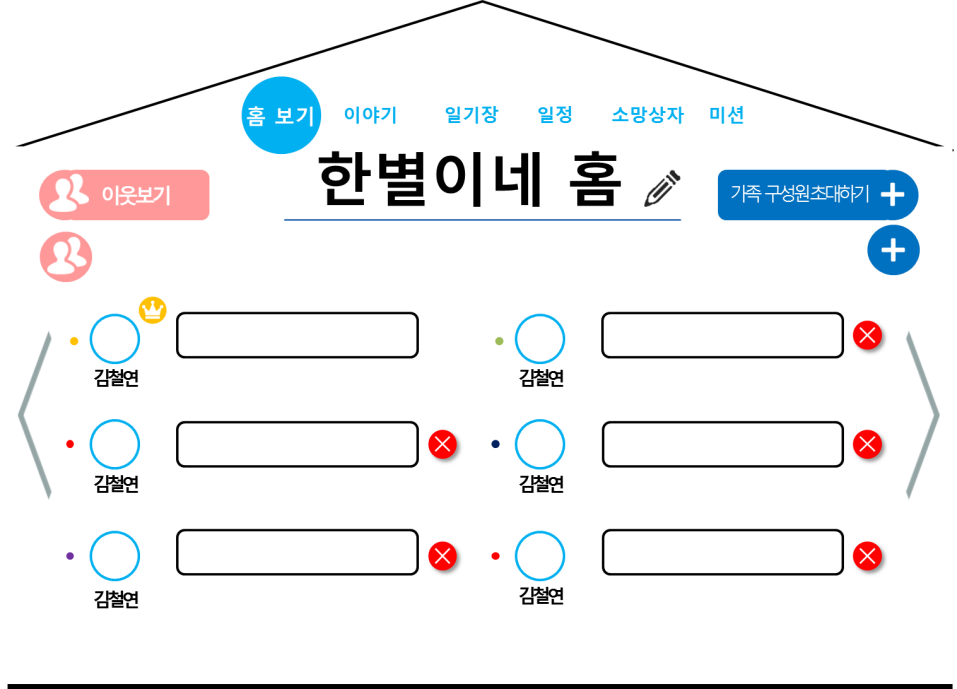 홈 보기 이야기 일기장 일정 소망상자 미션
한별이네 홈
이웃보기
가족 구성원초대하기
김철연
김철연
김철연
김철연
김철연
김철연